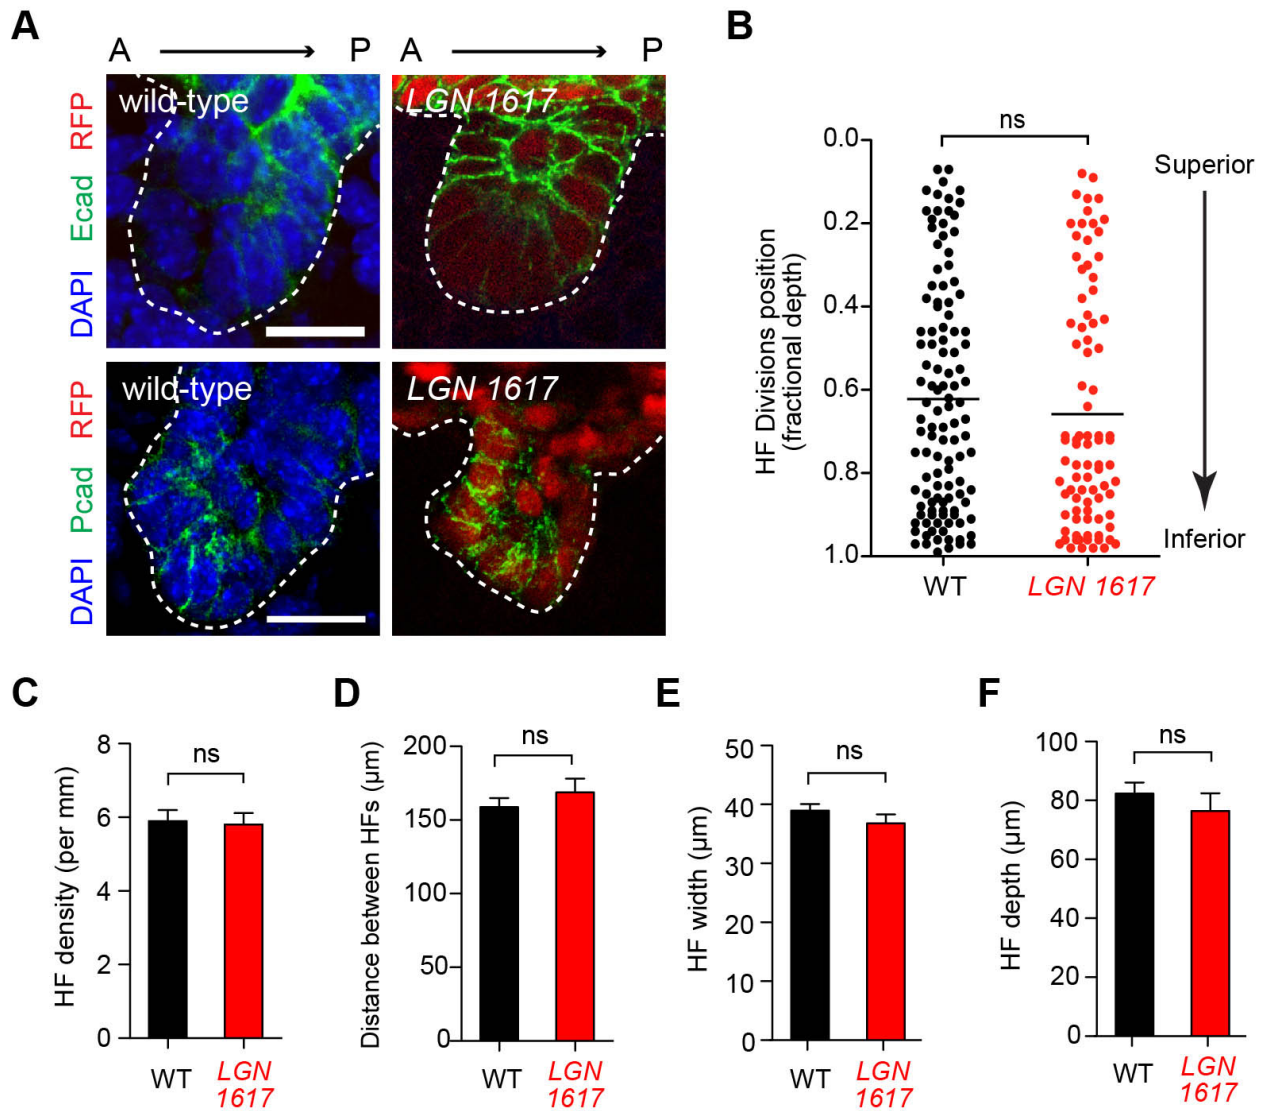 A
A P
A P
wild-type
LGN 1617
DAPI Ecad RFP
wild-type
LGN 1617
DAPI Pcad RFP
B
HF Divisions position
(fractional depth)
0.0
0.2
0.4
0.6
0.8
1.0
ns
WT
LGN 1617
Superior
Inferior
C
HF density (per mm)
8
6
4
2
0
ns
WT
LGN
1617
D
Distance between HFs (μm)
200
150
100
50
0
ns
WT
LGN
1617
E
HF width (μm)
50
40
30
20
10
0
ns
WT
LGN
1617
F
HF depth (μm)
100
80
60
40
20
0
ns
WT
LGN
1617